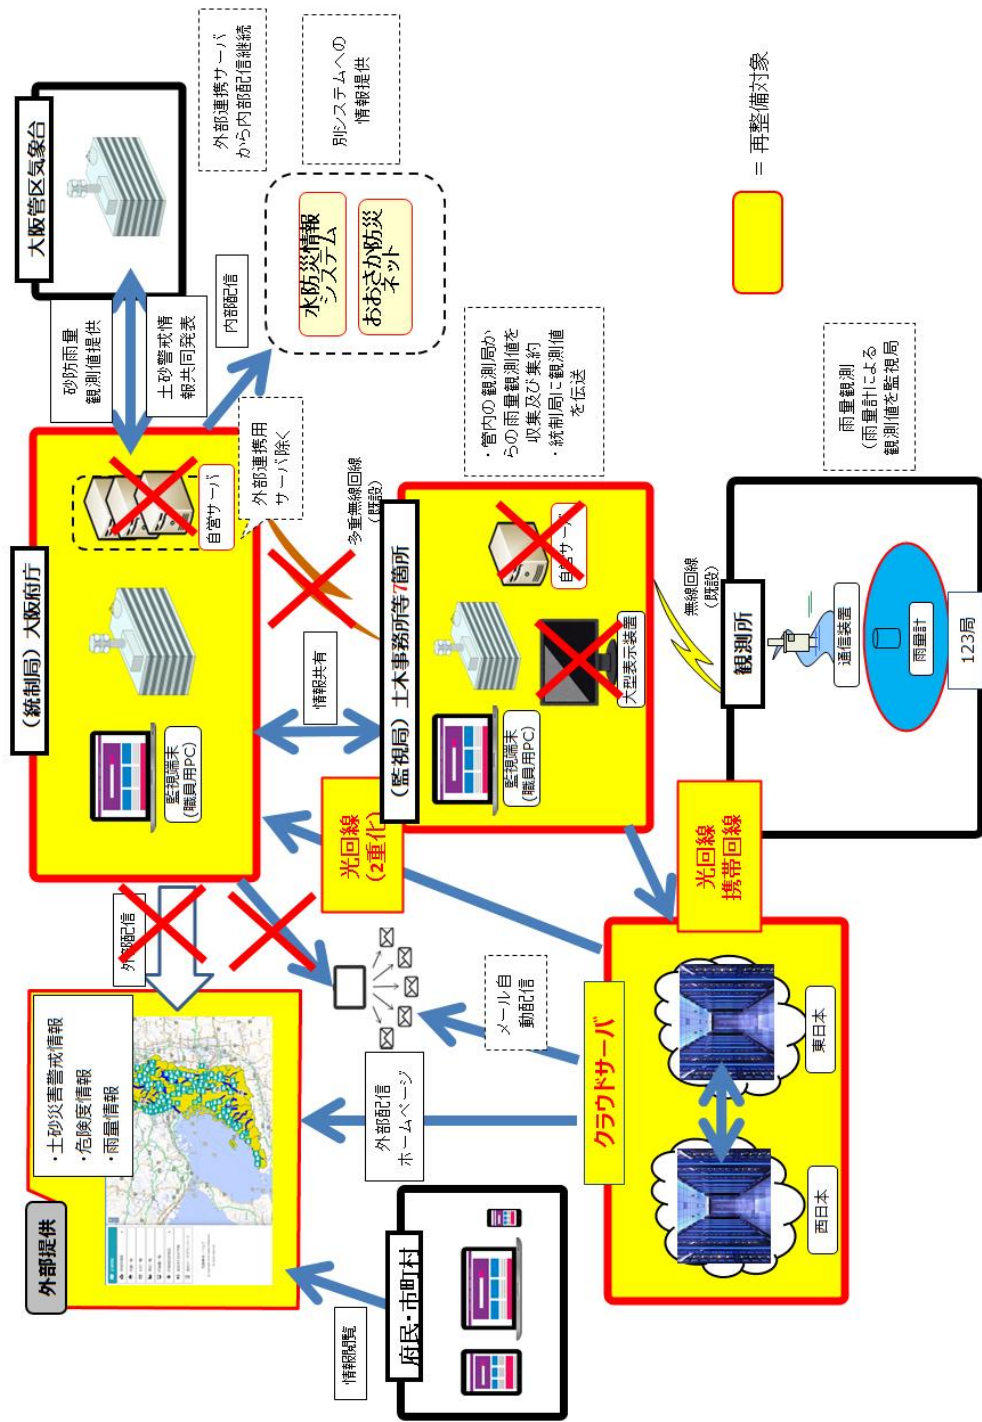 外部提供
・土砂災害警戒情報
・危険度情報
・雨量情報
外部配信
(統制局)大阪府庁
監視端末
(職員用PC)
自営サーバ
外部連携用
サーバ除く
砂防雨量
観測値提供
土砂警戒情
報共同発表
大阪管区気象台
外部連携サーバ
から内部配信継続
内部配信
水防災情報
システム
おおさか防災
ネット
別システムへの
情報提供
府民・市町村
情報閲覧
外部配信
ホームページ
メール自
動配信
光回線
(2重化)
情報共有
多重無線回線
(既設)
(監視局)土木事務所等7箇所
監視端末
(職員用PC)
大型表示装置
自営サーバ
・管内の観測局か
らの雨量観測値を
収集及び集約
・統制局に観測値
を伝送
クラウドサーバ
西日本
東日本
光回線
携帯回線
無線回線
(既設)
観測所
通信装置
雨量計
123局
雨量観測
(雨量計による
観測値を監視局
= 再整備対象